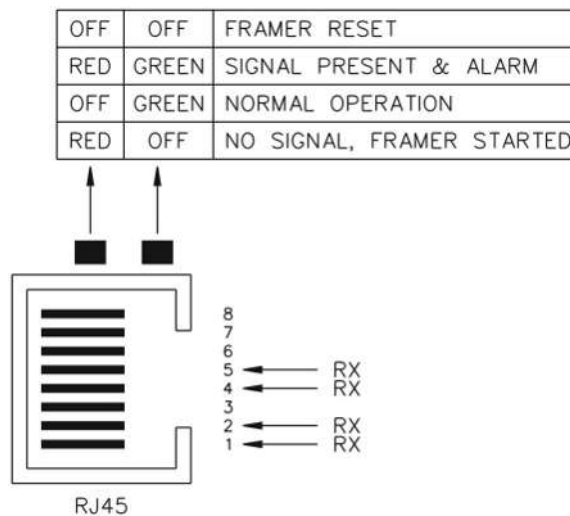 OFF OFF FRAMER RESET
RED GREEN SIGNAL PRESENT & ALARM
OFF GREEN NORMAL OPERATION
RED OFF NO SIGNAL, FRAMER STARTED
8
7
6
5 RX
4 RX
3
2 RX
1 RX
RJ45